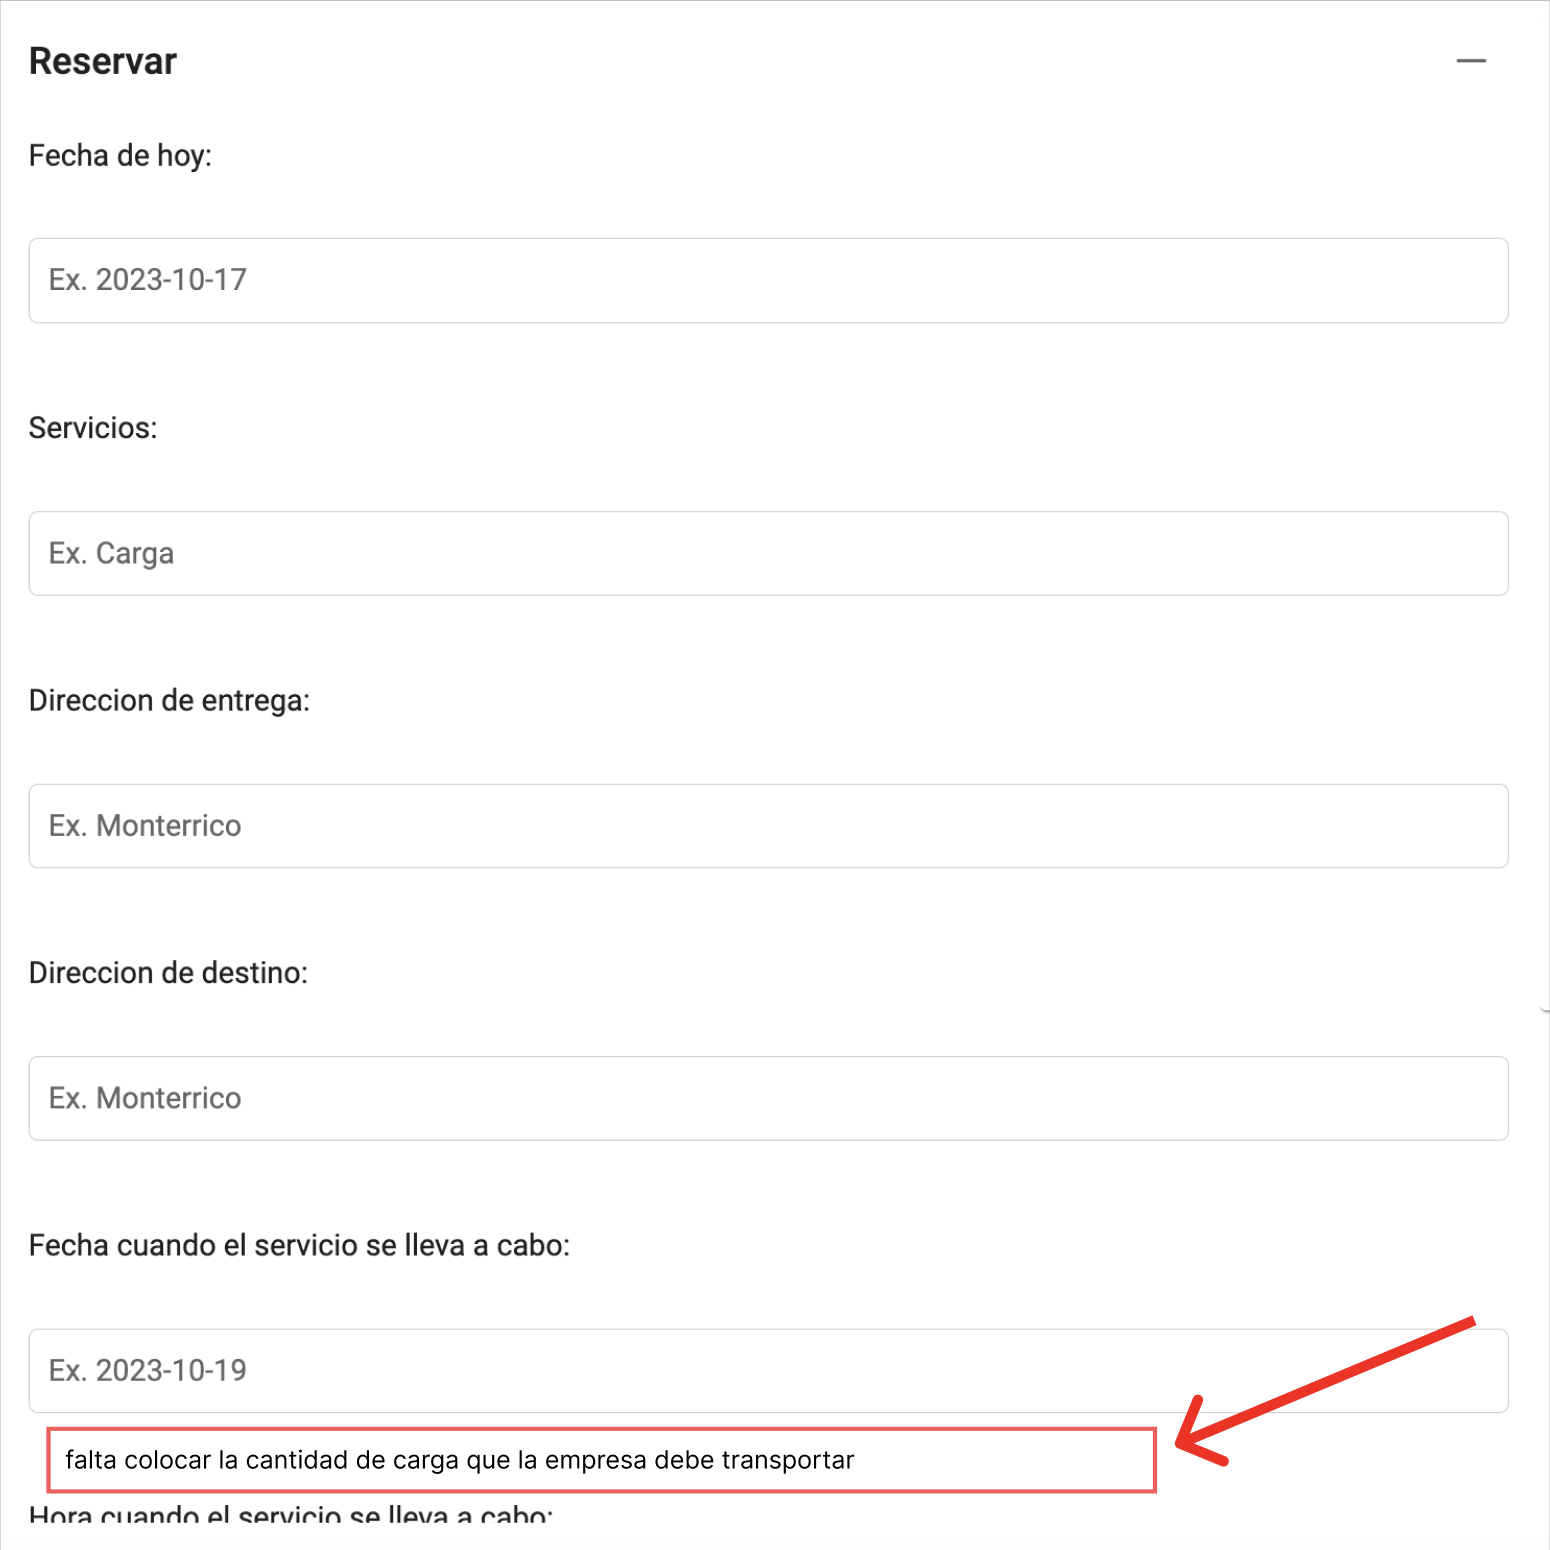 Reservar
Fecha de hoy:
Ex. 2023-10-17
Servicios:
Ex. Carga
Direccion de entrega:
Ex. Monterrico
Direccion de destino:
Ex. Monterrico
Fecha cuando el servicio se lleva a cabo:
Ex. 2023-10-19
falta colocar la cantidad de carga que la empresa debe transportar
Hora cuando el servicio se lleva a cabo: